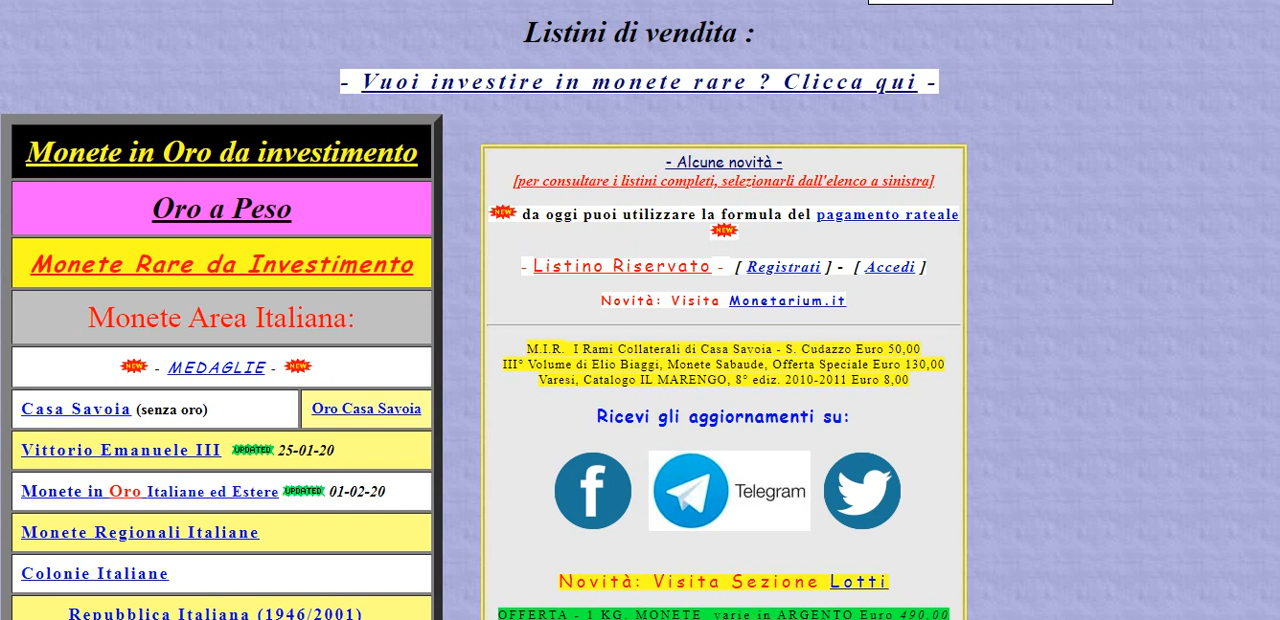 Listini di vendita :
- Vuoi investire in monete rare ? Clicca qui -
Monete in Oro da investimento
Oro a Peso
Monete Rare da Investimento
Monete Area Italiana:
NEW - MEDAGLIE - NEW
Casa Savoia (senza oro)
Oro Casa Savoia
Vittorio Emanuele III UPDATED 25-01-20
Monete in Oro Italiane ed Estere UPDATED 01-02-20
Monete Regionali Italiane
Colonie Italiane
Repubblica Italiana (1946/2001)
- Alcune novità -
[per consultare i listini completi, selezionarli dall'elenco a sinistra]
NEW da oggi puoi utilizzare la formula del pagamento rateale
NEW
- Listino Riservato - [ Registrati ] - [ Accedi ]
Novità: Visita Monetarium.it
M.I.R. I Rami Collaterali di Casa Savoia - S. Cudazzo Euro 50,00
III° Volume di Elio Biaggi, Monete Sabaude, Offerta Speciale Euro 130,00
Varesi, Catalogo IL MARENGO, 8° ediz. 2010-2011 Euro 8,00
Ricevi gli aggiornamenti su:
f
Telegram
Novità: Visita Sezione Lotti
OFFERTA - 1 KG. MONETE varie in ARGENTO Euro 490,00